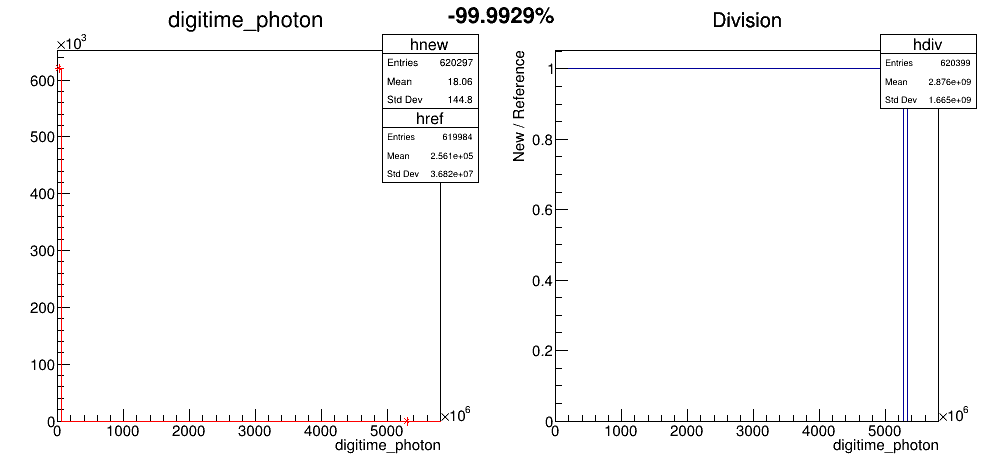 -99.9929%
digitime_photon
×10³
hnew
Entries 620297
Mean 18.06
Std Dev 144.8
href
Entries 619984
Mean 2.561e+05
Std Dev 3.682e+07
600
500
400
300
200
100
0
0 1000 2000 3000 4000 5000
×10⁶
digitime_photon
Division
hdiv
Entries 620399
Mean 2.876e+09
Std Dev 1.665e+09
New / Reference
1
0.8
0.6
0.4
0.2
0
0 1000 2000 3000 4000 5000
×10⁶
digitime_photon